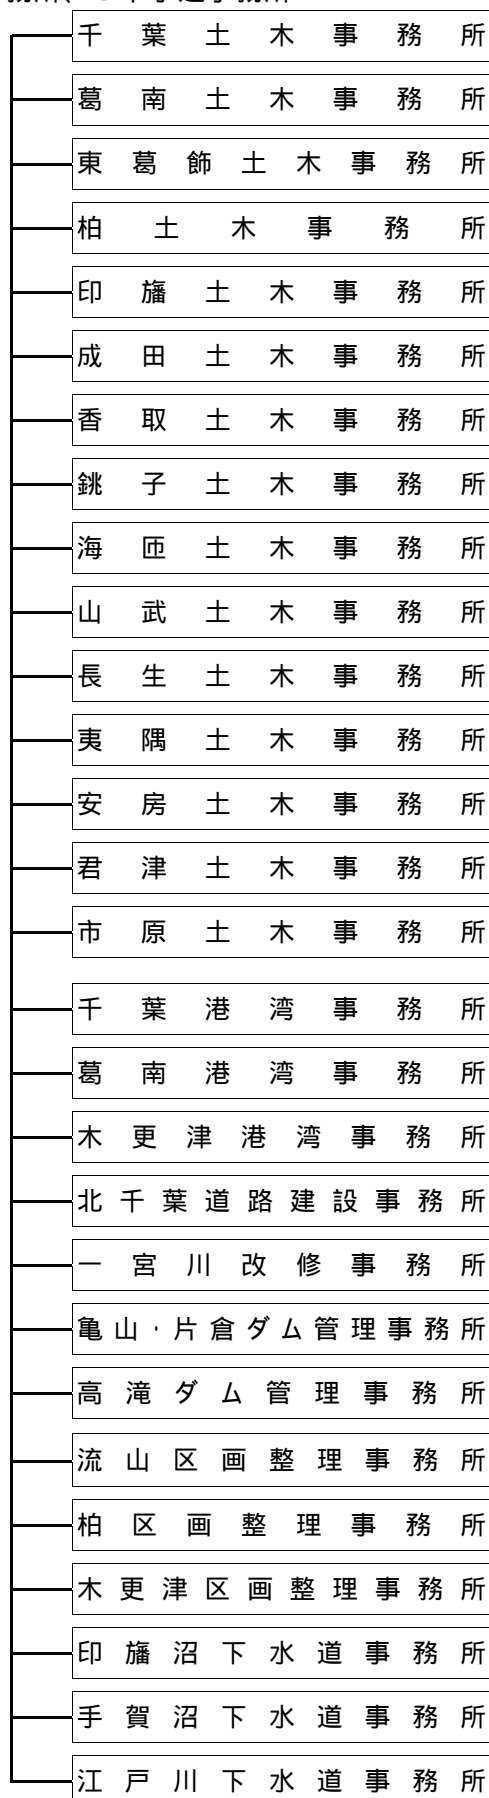 千葉土木事務所
葛南土木事務所
東葛飾土木事務所
柏土木事務所
印旛土木事務所
成田土木事務所
香取土木事務所
銚子土木事務所
海匝土木事務所
山武土木事務所
長生土木事務所
夷隅土木事務所
安房土木事務所
君津土木事務所
市原土木事務所
千葉港湾事務所
葛南港湾事務所
木更津港湾事務所
北千葉道路建設事務所
一宮川改修事務所
亀山・片倉ダム管理事務所
高滝ダム管理事務所
流山区画整理事務所
柏区画整理事務所
木更津区画整理事務所
印旛沼下水道事務所
手賀沼下水道事務所
江戸川下水道事務所